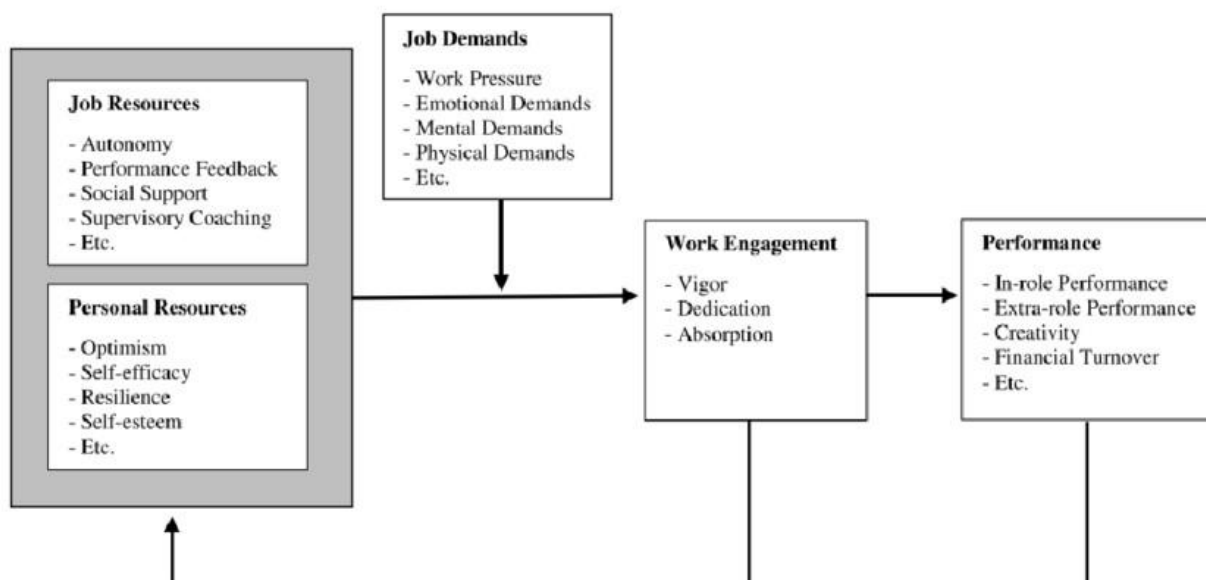 Job Demands
- Work Pressure
- Emotional Demands
- Mental Demands
- Physical Demands
- Etc.
Job Resources
- Autonomy
- Performance Feedback
- Social Support
- Supervisory Coaching
- Etc.
Personal Resources
- Optimism
- Self-efficacy
- Resilience
- Self-esteem
- Etc.
Work Engagement
- Vigor
- Dedication
- Absorption
Performance
- In-role Performance
- Extra-role Performance
- Creativity
- Financial Turnover
- Etc.